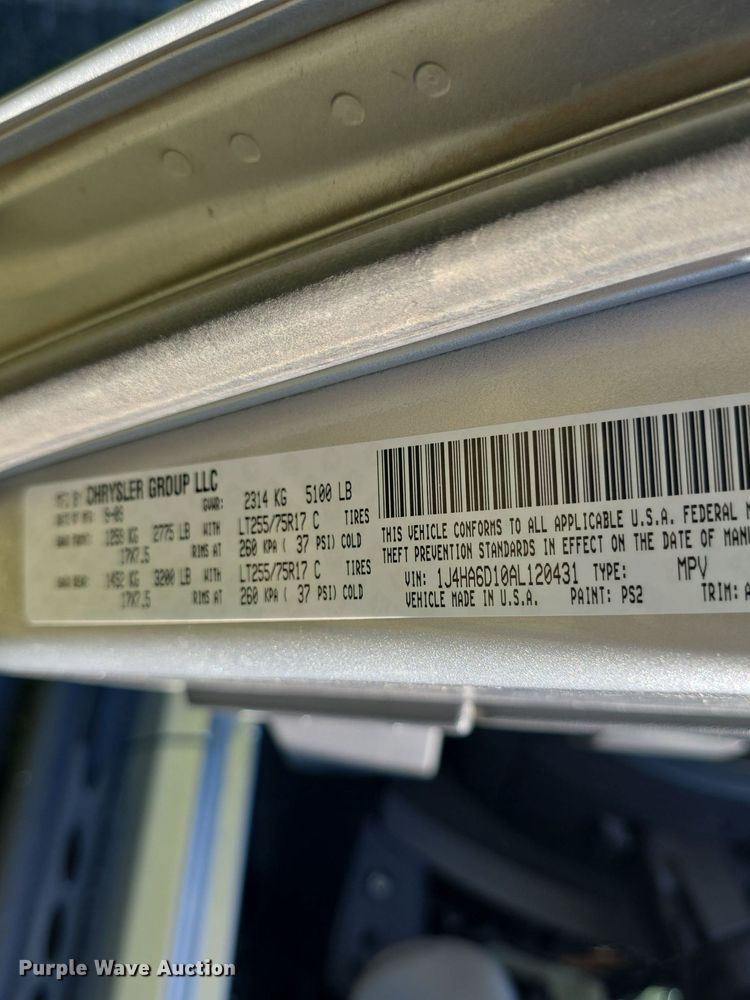 MFD BY CHRYSLER GROUP LLC
DATE OF MFR 9-09 GVWR: 2314 KG 5100 LB
GAWR FRONT: KG 2775 LB WITH LT255/75R17 C TIRES
17X7.5 RIMS AT 260 KPA ( 37 PSI) COLD
GAWR REAR: 1452 KG 3200 LB WITH LT255/75R17 C TIRES
17X7.5 RIMS AT 260 KPA ( 37 PSI) COLD
THIS VEHICLE CONFORMS TO ALL APPLICABLE U.S.A. FEDERAL M
THEFT PREVENTION STANDARDS IN EFFECT ON THE DATE OF MANU
VIN: 1J4HA6D10AL120431 TYPE: MPV
VEHICLE MADE IN U.S.A. PAINT: PS2 TRIM: A
Purple Wave Auction